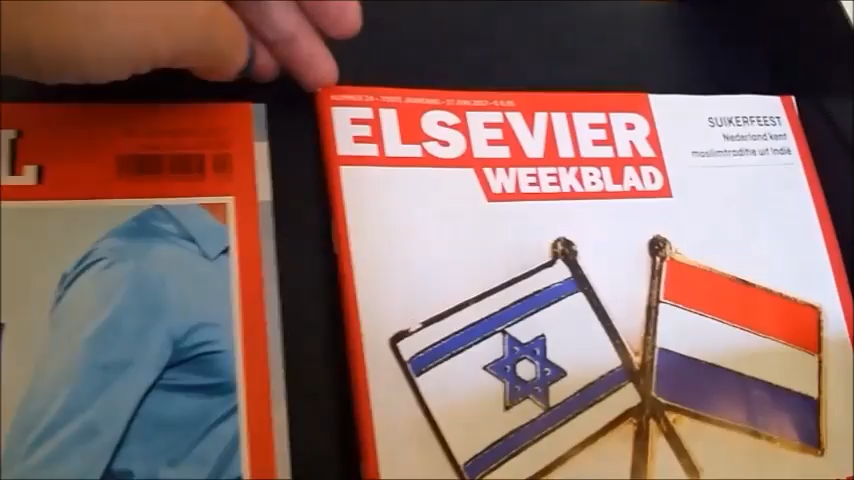 L
ELSEVIER
WEEKBLAD
SUIKERFEEST
Nederland kent
moslimtraditie uit Indië